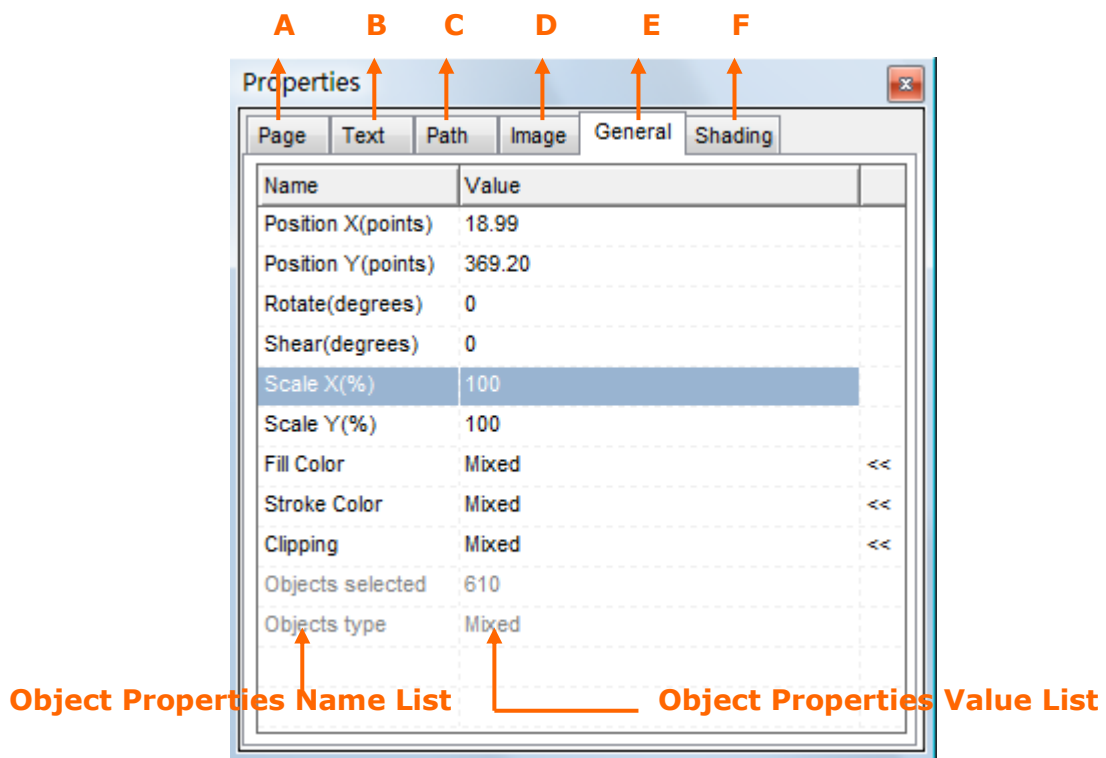 A B C D E F
Properties
Page Text Path Image General Shading
Name Value
Position X(points) 18.99
Position Y(points) 369.20
Rotate(degrees) 0
Shear(degrees) 0
Scale X(%) 100
Scale Y(%) 100
Fill Color Mixed <<
Stroke Color Mixed <<
Clipping Mixed <<
Objects selected 610
Objects type Mixed
Object Properties Name List Object Properties Value List